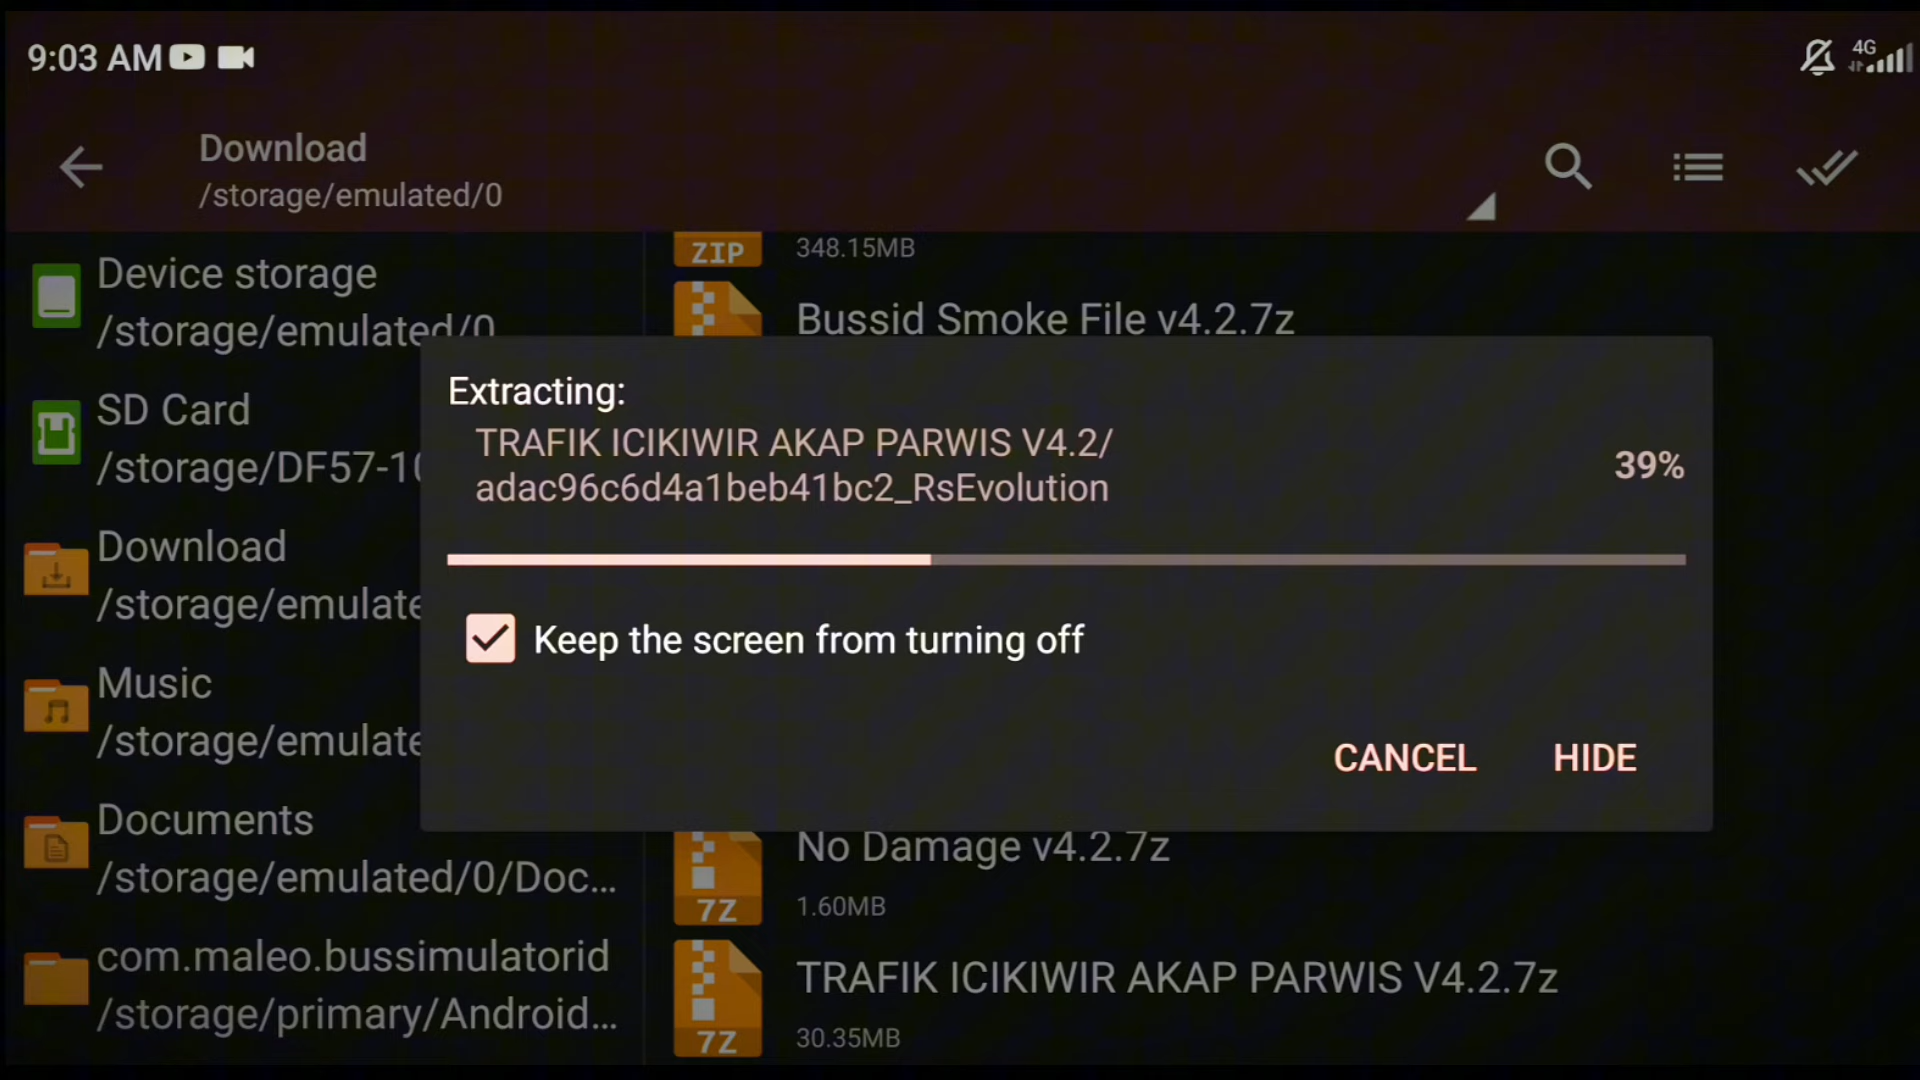 9:03 AM
4G
Download
/storage/emulated/0
Device storage
/storage/emulated/0
SD Card
/storage/DF57-10
Download
/storage/emulate
Music
/storage/emulate
Documents
/storage/emulated/0/Doc...
com.maleo.bussimulatorid
/storage/primary/Android...
ZIP
348.15MB
Bussid Smoke File v4.2.7z
Extracting:
TRAFIK ICIKIWIR AKAP PARWIS V4.2/
adac96c6d4a1beb41bc2_RsEvolution
39%
Keep the screen from turning off
CANCEL
HIDE
No Damage v4.2.7z
7Z
1.60MB
TRAFIK ICIKIWIR AKAP PARWIS V4.2.7z
7Z
30.35MB